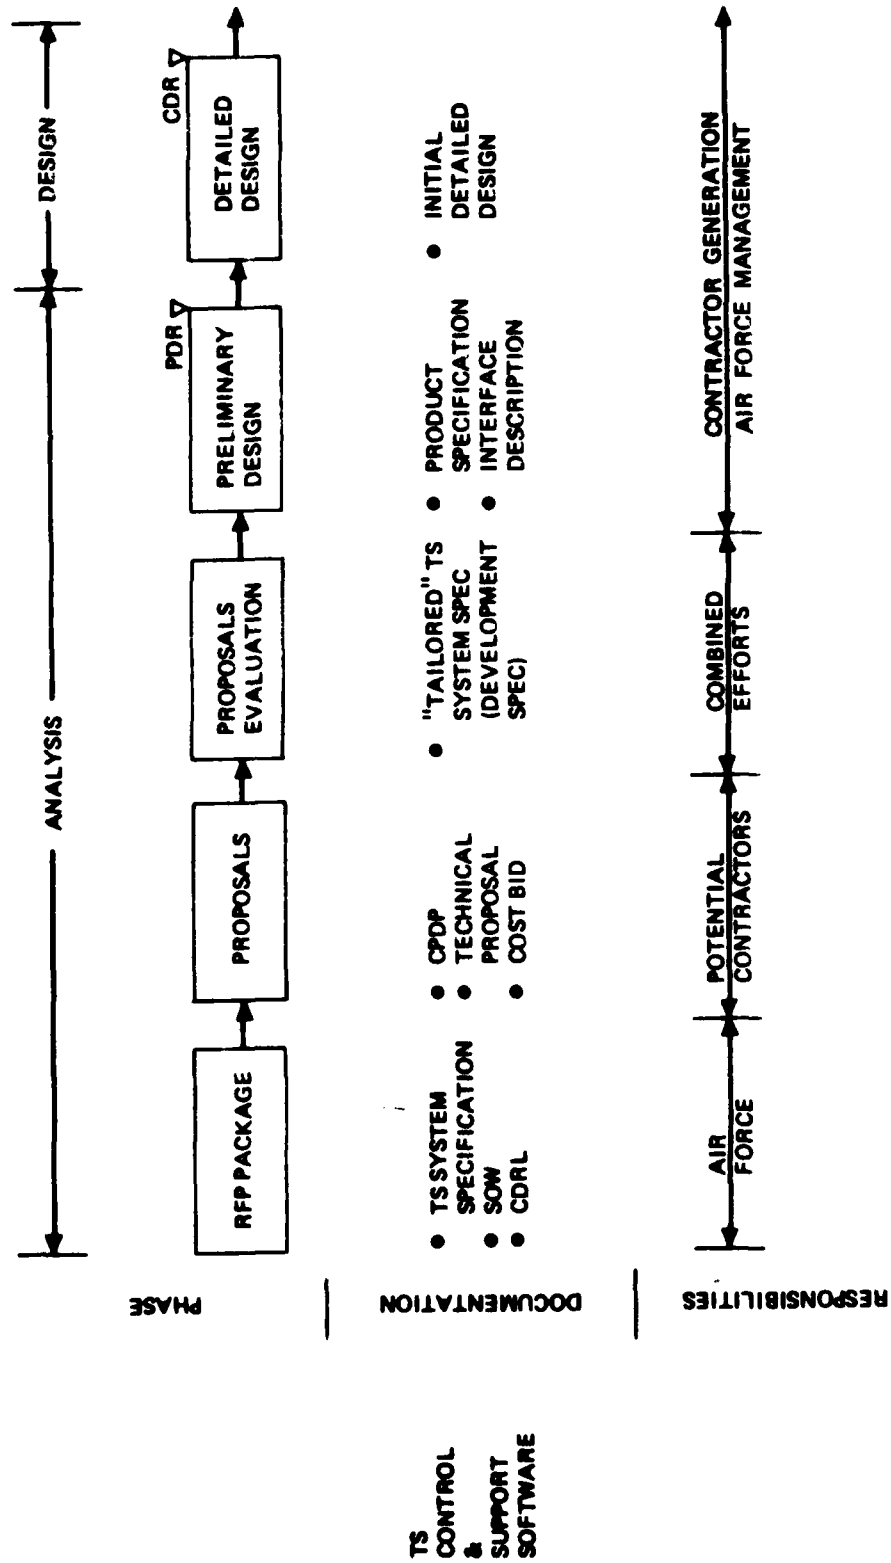 TS
CONTROL
&
SUPPORT
SOFTWARE
PHASE
ANALYSIS
DESIGN
RFP PACKAGE
PROPOSALS
PROPOSALS
EVALUATION
PRELIMINARY
DESIGN
PDR
DETAILED
DESIGN
CDR
DOCUMENTATION
• TS SYSTEM
SPECIFICATION
• SOW
• CDRL
• CPDP
• TECHNICAL
PROPOSAL
• COST BID
• "TAILORED" TS
SYSTEM SPEC
(DEVELOPMENT
SPEC)
• PRODUCT
SPECIFICATION
• INTERFACE
DESCRIPTION
• INITIAL
DETAILED
DESIGN
RESPONSIBILITIES
AIR
FORCE
POTENTIAL
CONTRACTORS
COMBINED
EFFORTS
CONTRACTOR GENERATION
AIR FORCE MANAGEMENT